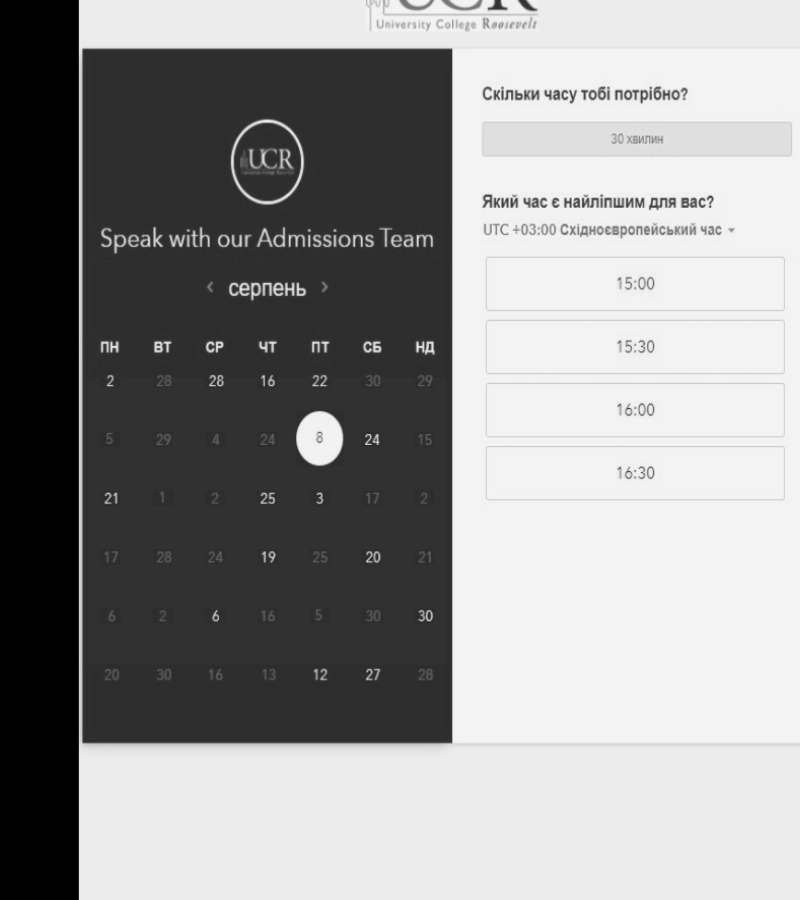 UCR
University College Roosevelt
UCR
Speak with our Admissions Team
‹ серпень ›
ПН ВТ СР ЧТ ПТ СБ НД
2 28 28 16 22 30 29
5 29 4 24 8 24 15
21 1 2 25 3 17 2
17 28 24 19 25 20 21
6 2 6 16 5 30 30
20 30 16 13 12 27 28
Скільки часу тобі потрібно?
30 хвилин
Який час є найліпшим для вас?
UTC +03:00 Східноєвропейський час
15:00
15:30
16:00
16:30